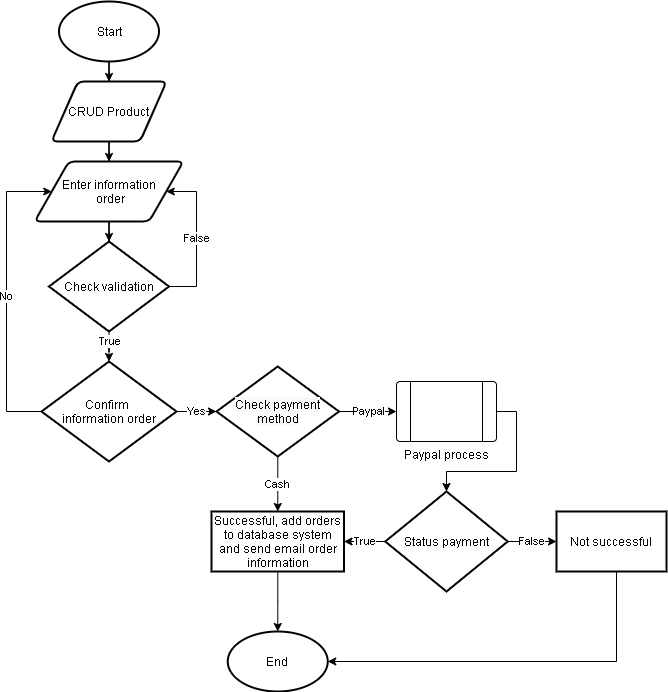 Start
CRUD Product
Enter information
order
False
Check validation
No
True
Confirm
information order
Yes
Check payment
method
Paypal
Paypal process
Cash
Successful, add orders
to database system
and send email order
information
True
Status payment
False
Not successful
End